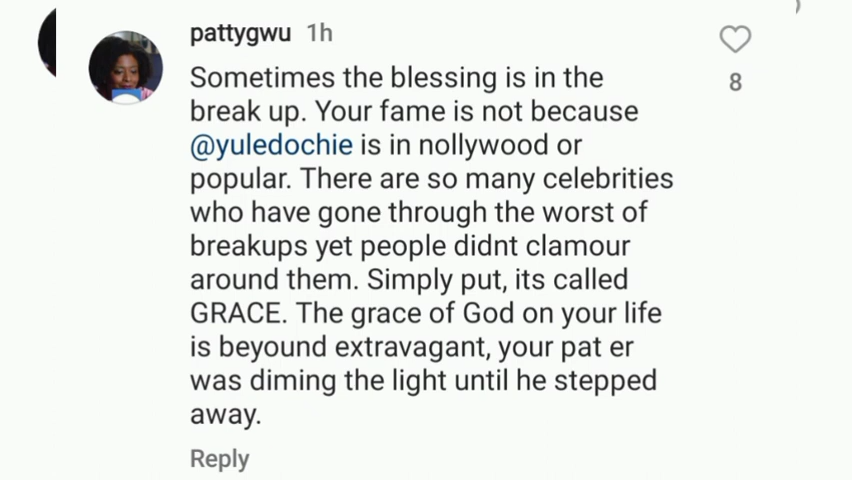 pattygwu 1h
Sometimes the blessing is in the
break up. Your fame is not because
@yuledochie is in nollywood or
popular. There are so many celebrities
who have gone through the worst of
breakups yet people didnt clamour
around them. Simply put, its called
GRACE. The grace of God on your life
is beyound extravagant, your pat er
was diming the light until he stepped
away.
8
Reply